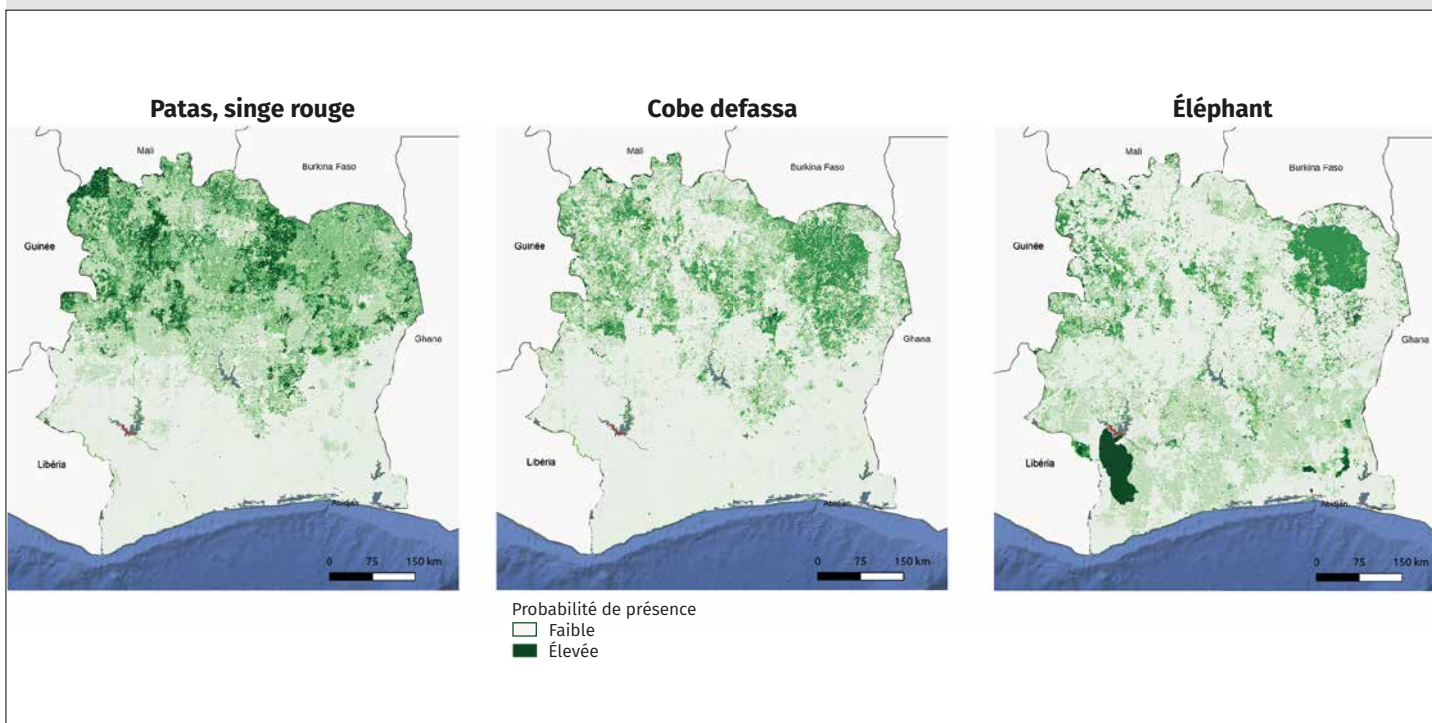 Patas, singe rouge
Mali
Burkina Faso
Guinée
Ghana
Libéria
Abidjan
0 75 150 km
Cobe defassa
Mali
Burkina Faso
Guinée
Ghana
Libéria
Abidjan
0 75 150 km
Éléphant
Mali
Burkina Faso
Guinée
Ghana
Libéria
Abidjan
0 75 150 km
Probabilité de présence
Faible
Élevée